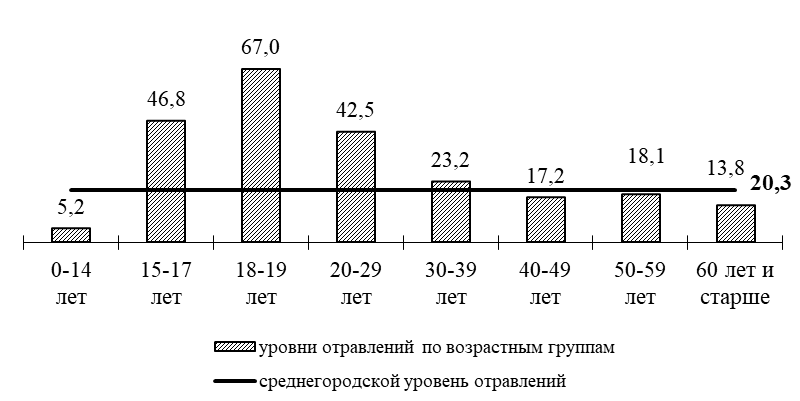 67,0
46,8
42,5
23,2
18,1
13,8
17,2
20,3
5,2
0-14 15-17 18-19 20-29 30-39 40-49 50-59 60 лет и
лет лет лет лет лет лет лет старше
уровни отравлений по возрастным группам
среднегородской уровень отравлений